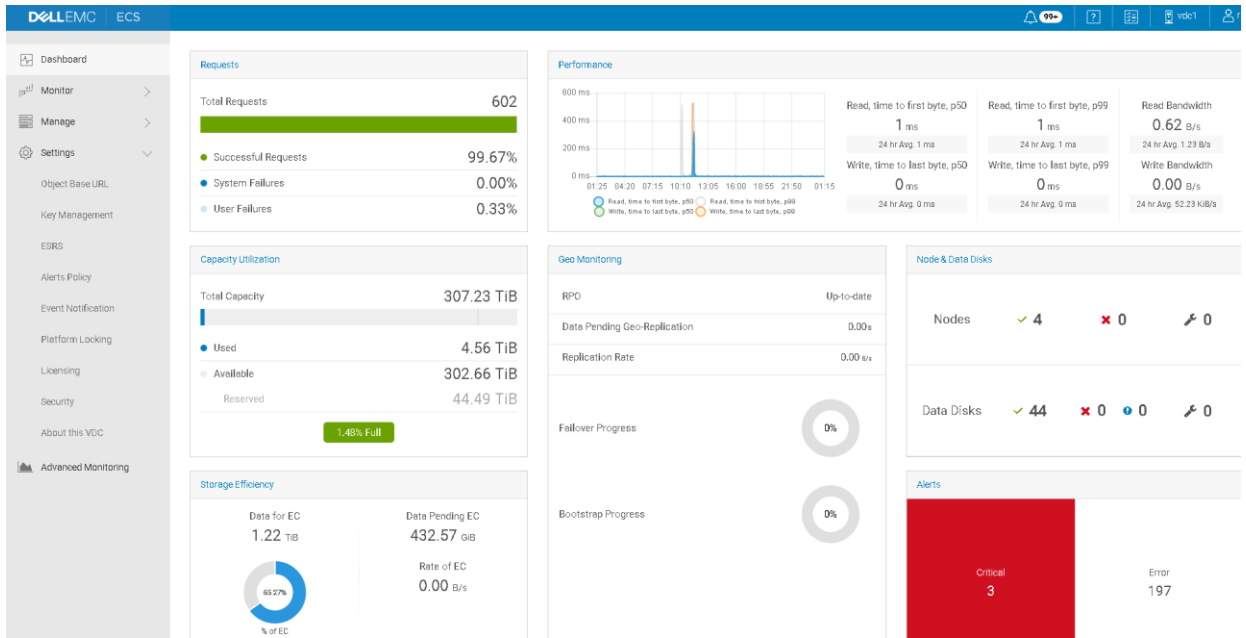 DELLEMC ECS
99+
?
vdc1
Dashboard
Monitor
Manage
Settings
Object Base URL
Key Management
ESRS
Alerts Policy
Event Notification
Platform Locking
Licensing
Security
About this VDC
Advanced Monitoring
Requests
Total Requests 602
Successful Requests 99.67%
System Failures 0.00%
User Failures 0.33%
Performance
600 ms
400 ms
200 ms
0 ms
01:25 04:20 07:15 10:10 13:05 16:00 18:55 21:50 01:15
Read, time to first byte, p50 Read, time to first byte, p99
Write, time to last byte, p50 Write, time to last byte, p99
Read, time to first byte, p50
1 ms
24 hr Avg. 1 ms
Read, time to first byte, p99
1 ms
24 hr Avg. 1 ms
Read Bandwidth
0.62 B/s
24 hr Avg. 1.23 B/s
Write, time to last byte, p50
0 ms
24 hr Avg. 0 ms
Write, time to last byte, p99
0 ms
24 hr Avg. 0 ms
Write Bandwidth
0.00 B/s
24 hr Avg. 52.23 KiB/s
Capacity Utilization
Total Capacity 307.23 TiB
Used 4.56 TiB
Available 302.66 TiB
Reserved 44.49 TiB
1.48% Full
Geo Monitoring
RPO Up-to-date
Data Pending Geo-Replication 0.00 s
Replication Rate 0.00 B/s
Failover Progress 0%
Bootstrap Progress 0%
Node & Data Disks
Nodes 4 0 0
Data Disks 44 0 0 0
Storage Efficiency
Data for EC
1.22 TiB
65.27%
% of EC
Data Pending EC
432.57 GiB
Rate of EC
0.00 B/s
Alerts
Critical
3
Error
197